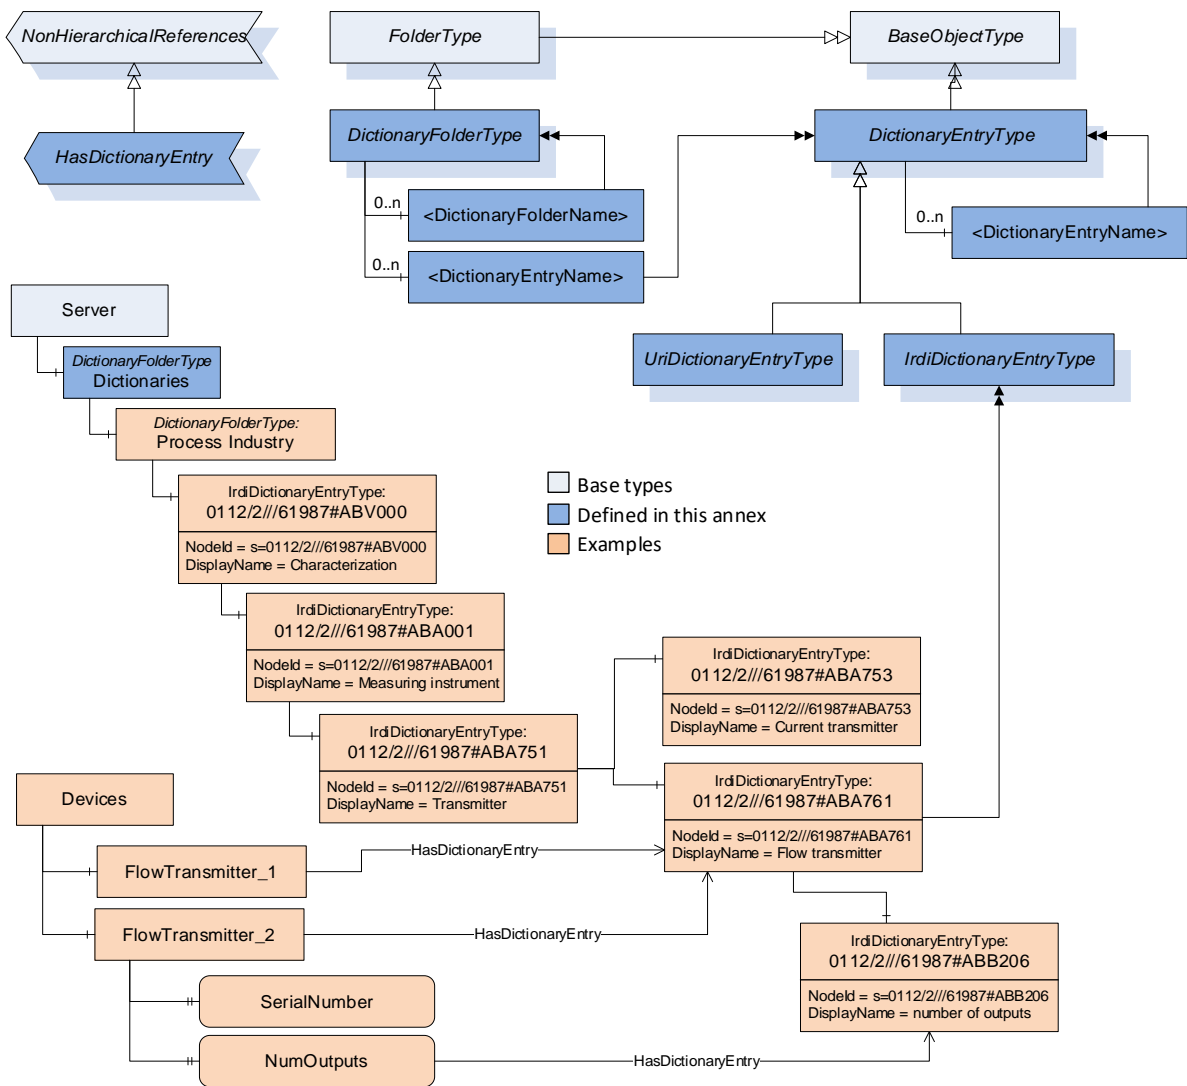 NonHierarchicalReferences
FolderType
BaseObjectType
HasDictionaryEntry
DictionaryFolderType
DictionaryEntryType
0..n
<DictionaryFolderName>
0..n
<DictionaryEntryName>
0..n
<DictionaryEntryName>
UriDictionaryEntryType
IrdiDictionaryEntryType
Server
DictionaryFolderType
Dictionaries
DictionaryFolderType:
Process Industry
IrdiDictionaryEntryType:
0112/2///61987#ABV000
NodeId = s=0112/2///61987#ABV000
DisplayName = Characterization
Base types
Defined in this annex
Examples
IrdiDictionaryEntryType:
0112/2///61987#ABA001
NodeId = s=0112/2///61987#ABA001
DisplayName = Measuring instrument
IrdiDictionaryEntryType:
0112/2///61987#ABA753
NodeId = s=0112/2///61987#ABA753
DisplayName = Current transmitter
IrdiDictionaryEntryType:
0112/2///61987#ABA751
NodeId = s=0112/2///61987#ABA751
DisplayName = Transmitter
IrdiDictionaryEntryType:
0112/2///61987#ABA761
NodeId = s=0112/2///61987#ABA761
DisplayName = Flow transmitter
Devices
FlowTransmitter_1
HasDictionaryEntry
FlowTransmitter_2
HasDictionaryEntry
IrdiDictionaryEntryType:
0112/2///61987#ABB206
NodeId = s=0112/2///61987#ABB206
DisplayName = number of outputs
SerialNumber
NumOutputs
HasDictionaryEntry